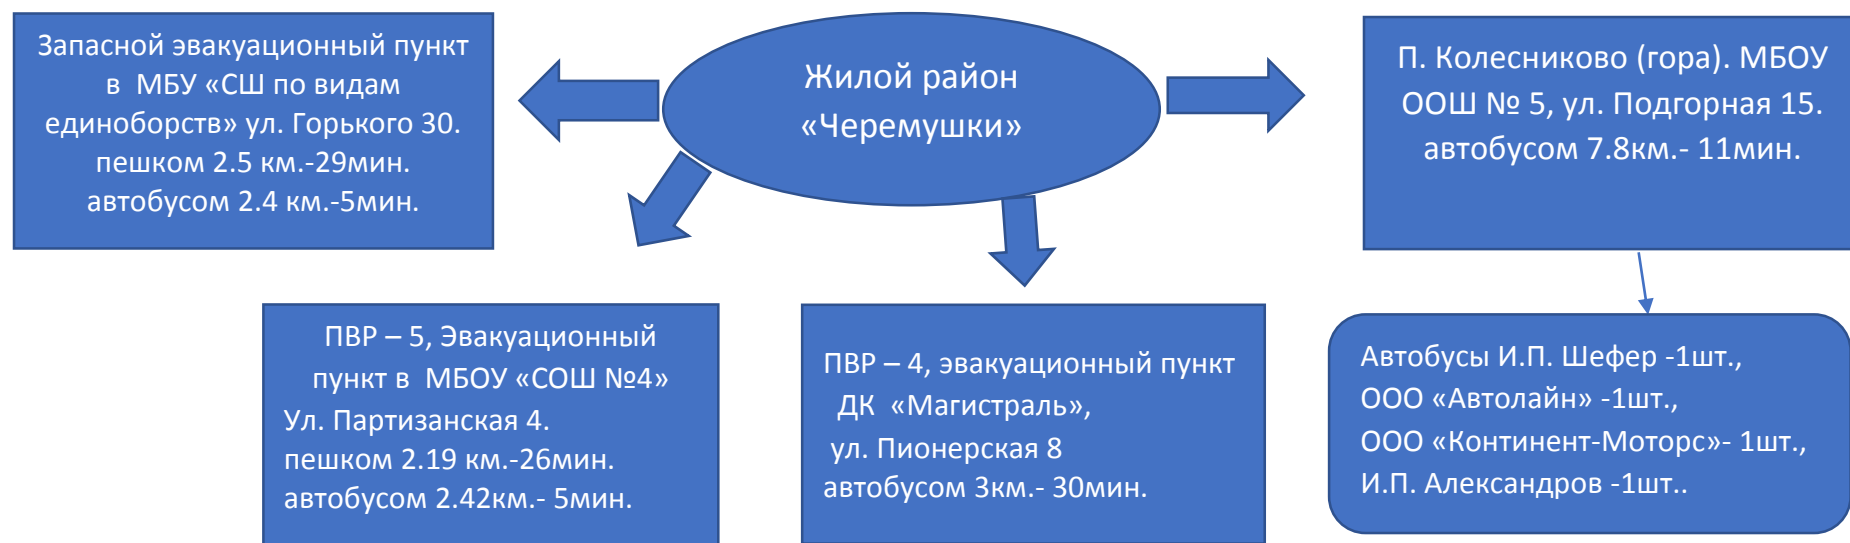 Запасной эвакуационный пункт
в МБУ «СШ по видам
единоборств» ул. Горького 30.
пешком 2.5 км.-29мин.
автобусом 2.4 км.-5мин.
Жилой район
«Черемушки»
П. Колесниково (гора). МБОУ
ООШ № 5, ул. Подгорная 15.
автобусом 7.8км.- 11мин.
ПВР – 5, Эвакуационный
пункт в МБОУ «СОШ №4»
Ул. Партизанская 4.
пешком 2.19 км.-26мин.
автобусом 2.42км.- 5мин.
ПВР – 4, эвакуационный пункт
ДК «Магистраль»,
ул. Пионерская 8
автобусом 3км.- 30мин.
Автобусы И.П. Шефер -1шт.,
ООО «Автолайн» -1шт.,
ООО «Континент-Моторс»- 1шт.,
И.П. Александров -1шт..